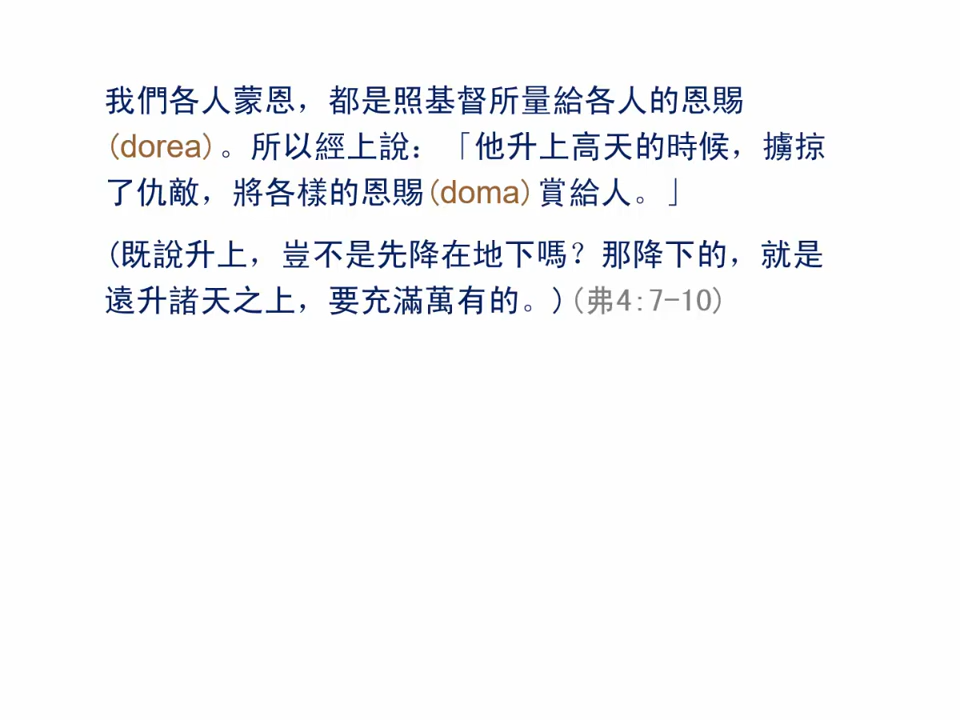 我們各人蒙恩，都是照基督所量給各人的恩賜
(dorea)。所以經上說：「他升上高天的時候，擄掠
了仇敵，將各樣的恩賜(doma)賞給人。」
(既說升上，豈不是先降在地下嗎？那降下的，就是
遠升諸天之上，要充滿萬有的。)(弗4:7-10)